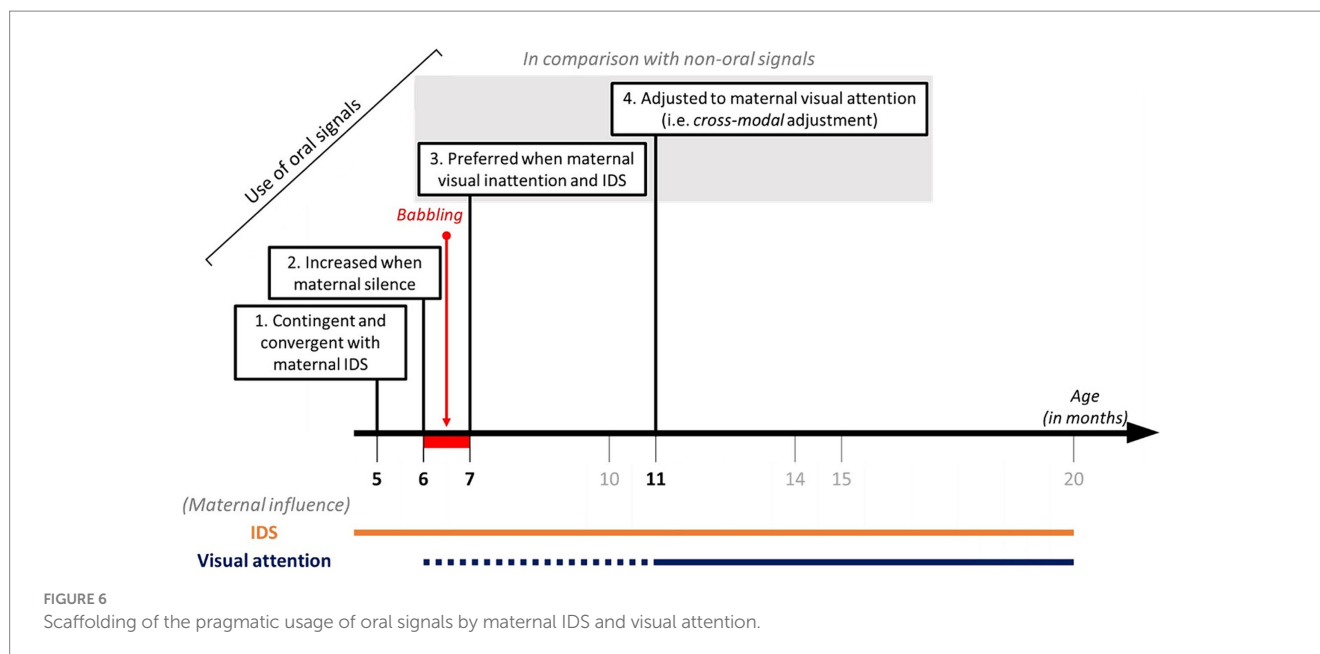 In comparison with non-oral signals
Use of oral signals
4. Adjusted to maternal visual attention
(i.e. cross-modal adjustment)
3. Preferred when maternal
visual inattention and IDS
Babbling
2. Increased when
maternal silence
1. Contingent and
convergent with
maternal IDS
Age
(in months)
5 6 7 10 11 14 15 20
(Maternal influence)
IDS
Visual attention
FIGURE 6
Scaffolding of the pragmatic usage of oral signals by maternal IDS and visual attention.